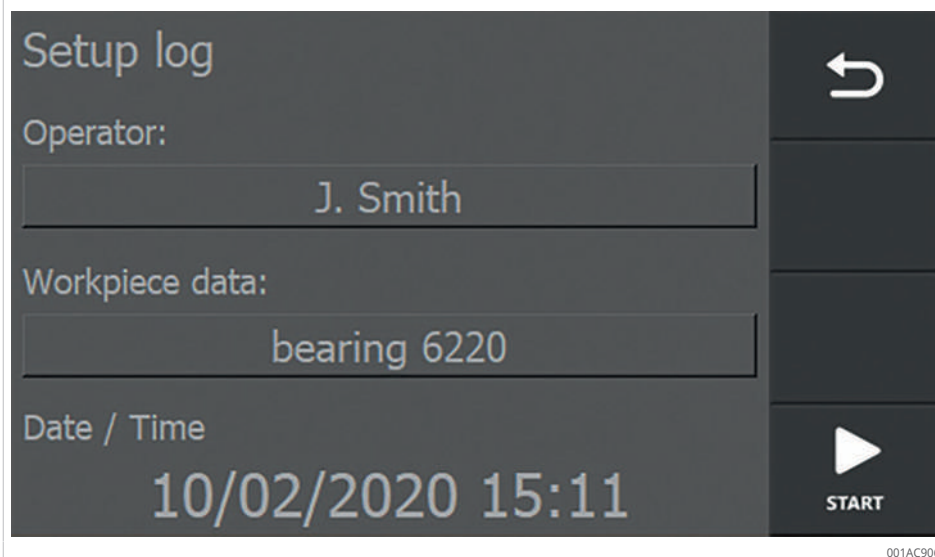 Setup log
Operator:
J. Smith
Workpiece data:
bearing 6220
Date / Time
10/02/2020 15:11
START